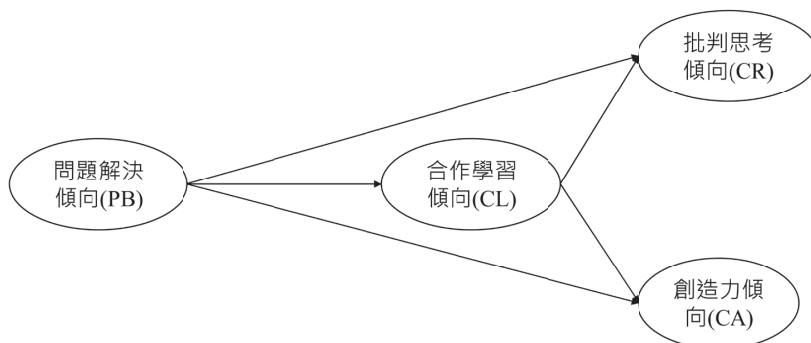 批判思考
傾向(CR)
問題解決
傾向(PB)
合作學習
傾向(CL)
創造力傾
向(CA)